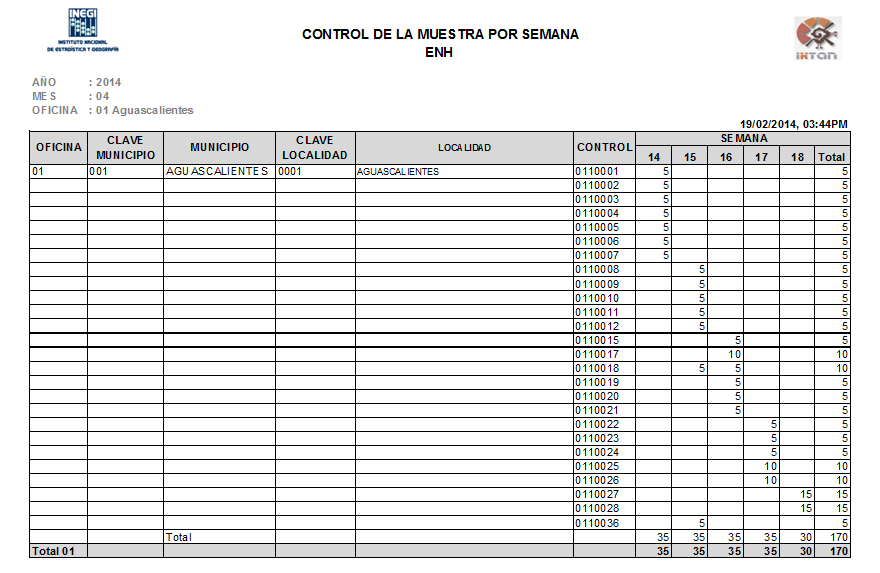 INEGI
INSTITUTO NACIONAL
DE ESTADÍSTICA Y GEOGRAFÍA
CONTROL DE LA MUESTRA POR SEMANA
ENH
IKTAN
AÑO : 2014
MES : 04
OFICINA : 01 Aguascalientes
19/02/2014, 03:44PM
OFICINA CLAVE MUNICIPIO MUNICIPIO CLAVE LOCALIDAD LOCALIDAD CONTROL SEMANA
14 15 16 17 18 Total
01 001 AGUASCALIENTES 0001 AGUASCALIENTES 0110001 5 5
0110002 5 5
0110003 5 5
0110004 5 5
0110005 5 5
0110006 5 5
0110007 5 5
0110008 5 5
0110009 5 5
0110010 5 5
0110011 5 5
0110012 5 5
0110015 5 5
0110017 10 10
0110018 5 5 10
0110019 5 5
0110020 5 5
0110021 5 5
0110022 5 5
0110023 5 5
0110024 5 5
0110025 10 10
0110026 10 10
0110027 15 15
0110028 15 15
0110036 5 5
Total 35 35 35 35 30 170
Total 01 35 35 35 35 30 170